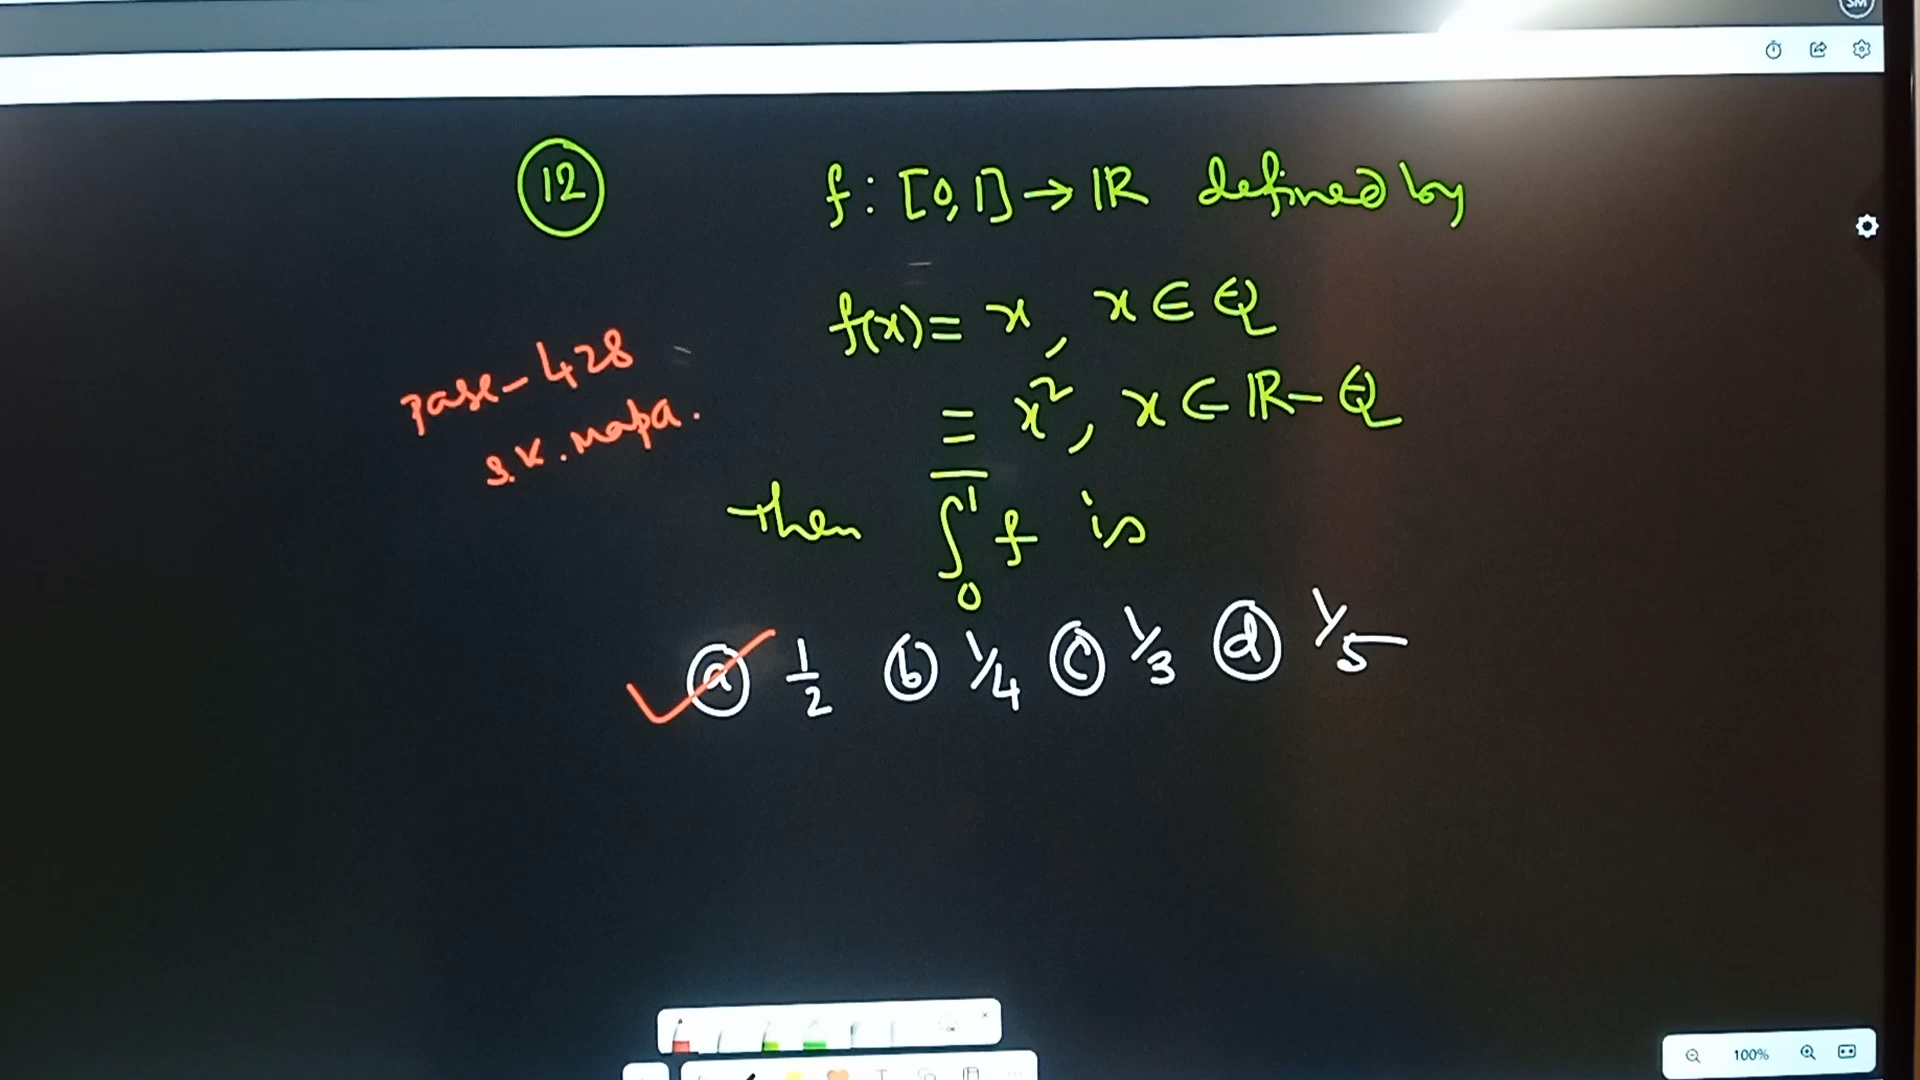 SM
12
f: [0,1] → ℝ defined by
f(x) = x, x ∈ Q
= x², x ∈ ℝ - Q
page - 428
S.K. Mapa.
then ∫̅₀¹ f is
ⓐ 1/2 ⓑ 1/4 ⓒ 1/3 ⓓ 1/5
100%